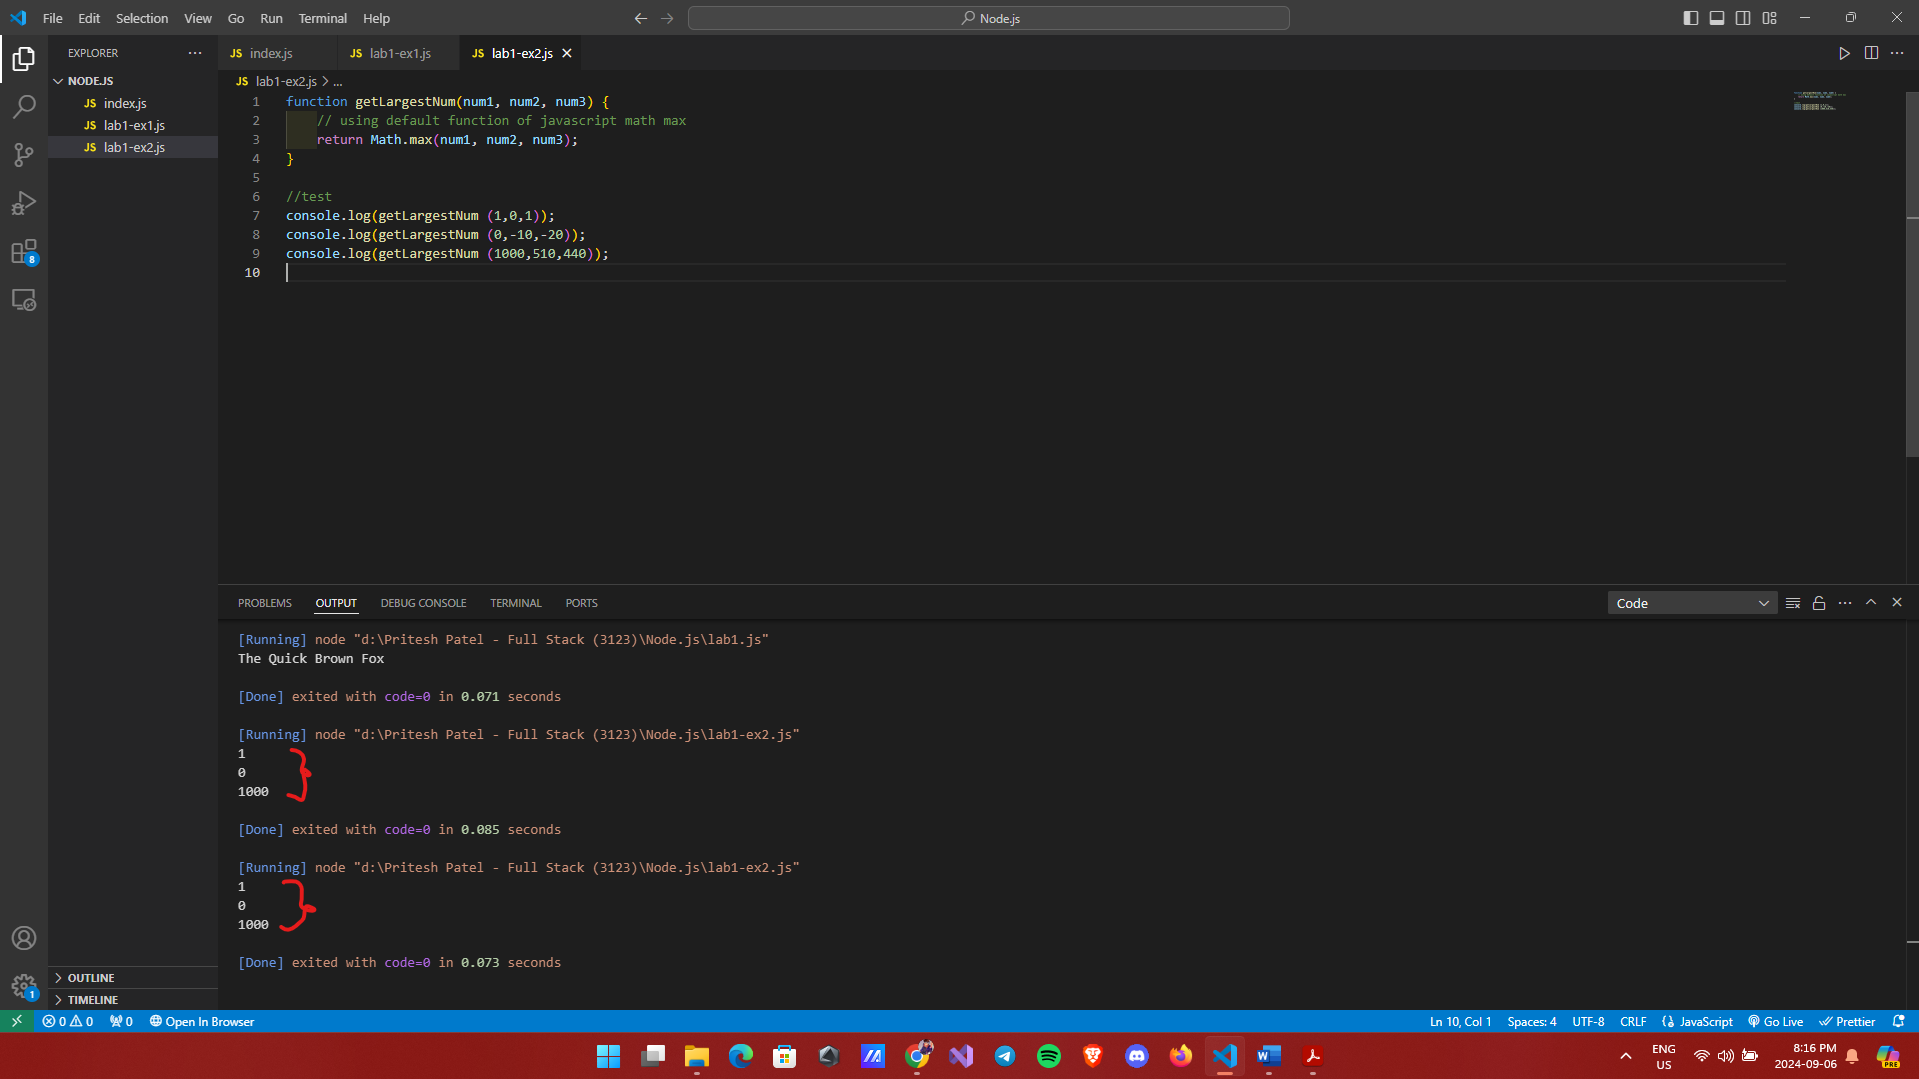 File Edit Selection View Go Run Terminal Help
Node.js
EXPLORER
NODE.JS
JS index.js
JS lab1-ex1.js
JS lab1-ex2.js
OUTLINE
TIMELINE
JS index.js JS lab1-ex1.js JS lab1-ex2.js
JS lab1-ex2.js > ...
1 function getLargestNum(num1, num2, num3) {
2 // using default function of javascript math max
3 return Math.max(num1, num2, num3);
4 }
5
6 //test
7 console.log(getLargestNum (1,0,1));
8 console.log(getLargestNum (0,-10,-20));
9 console.log(getLargestNum (1000,510,440));
10
PROBLEMS OUTPUT DEBUG CONSOLE TERMINAL PORTS
Code
[Running] node "d:\Pritesh Patel - Full Stack (3123)\Node.js\lab1.js"
The Quick Brown Fox
[Done] exited with code=0 in 0.071 seconds
[Running] node "d:\Pritesh Patel - Full Stack (3123)\Node.js\lab1-ex2.js"
1
0
1000
[Done] exited with code=0 in 0.085 seconds
[Running] node "d:\Pritesh Patel - Full Stack (3123)\Node.js\lab1-ex2.js"
1
0
1000
[Done] exited with code=0 in 0.073 seconds
8
1
0 0 0 Open In Browser
Ln 10, Col 1 Spaces: 4 UTF-8 CRLF {} JavaScript Go Live Prettier
ENG
US
8:16 PM
2024-09-06
PRE